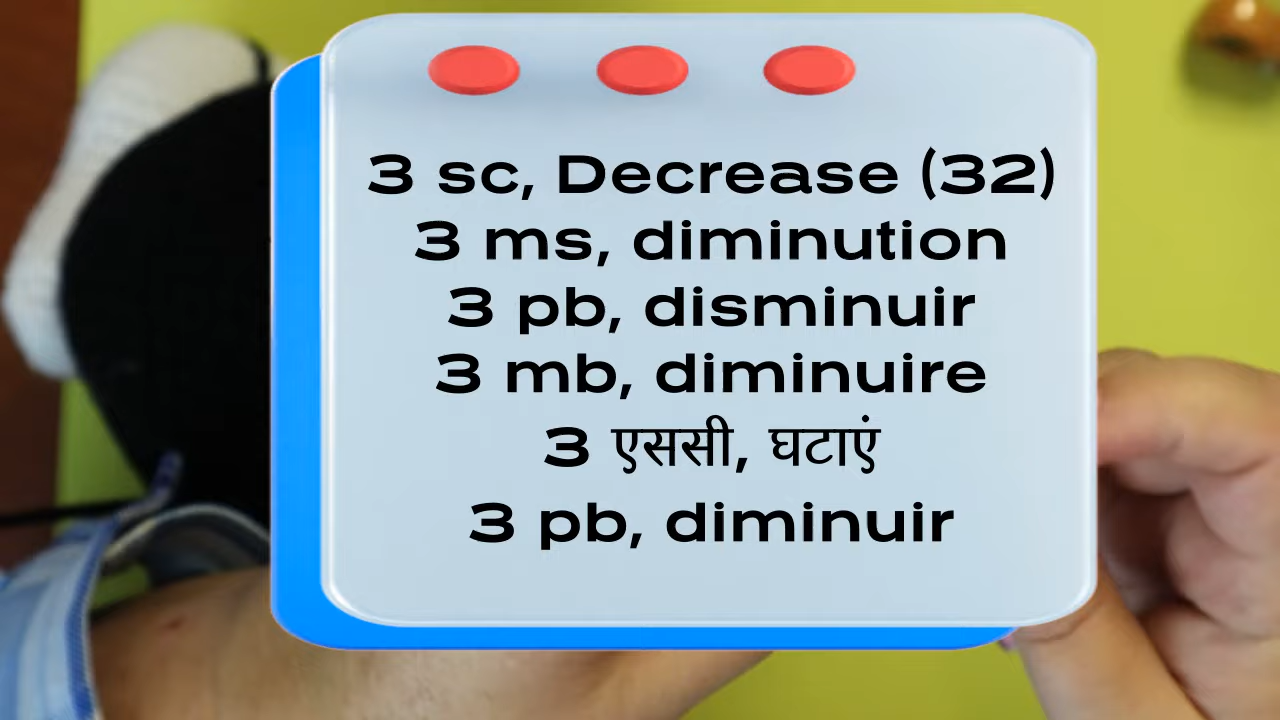 3 sc, Decrease (32)
3 ms, diminution
3 pb, disminuir
3 mb, diminuire
3 एससी, घटाएं
3 pb, diminuir